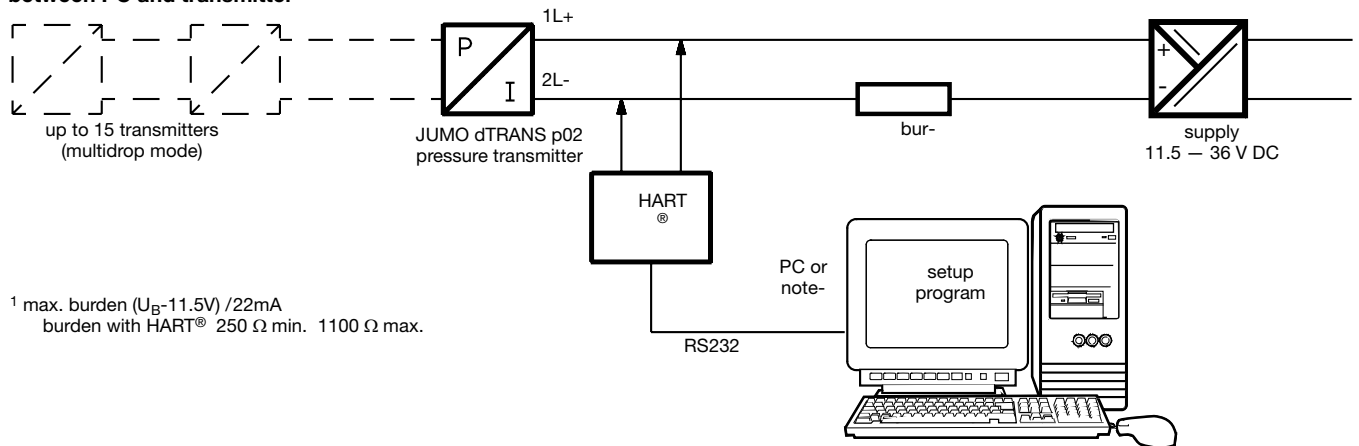 between PC and transmitter
1L+
P
I
2L-
+
-
up to 15 transmitters
(multidrop mode)
JUMO dTRANS p02
pressure transmitter
bur-
supply
11.5 — 36 V DC
HART
®
PC or
note-
setup
program
RS232
1 max. burden (UB-11.5V) /22mA
burden with HART® 250 Ω min. 1100 Ω max.